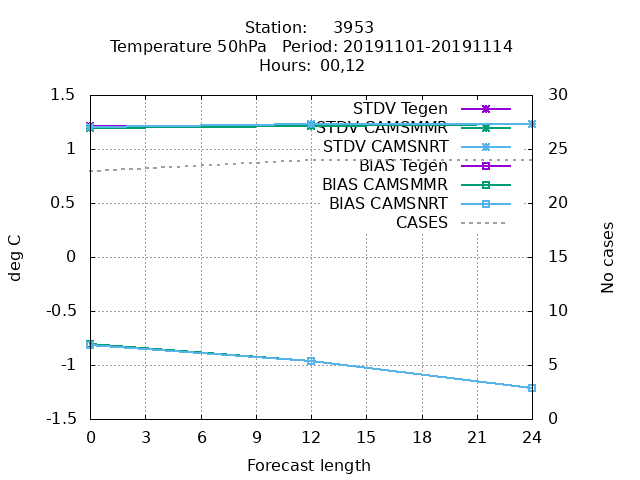 Station: 3953
Temperature 50hPa Period: 20191101-20191114
Hours: 00,12
STDV Tegen
STDV CAMSMMR
STDV CAMSNRT
BIAS Tegen
BIAS CAMSMMR
BIAS CAMSNRT
CASES
1.5
1
0.5
0
-0.5
-1
-1.5
deg C
30
25
20
15
10
5
0
No cases
0 3 6 9 12 15 18 21 24
Forecast length